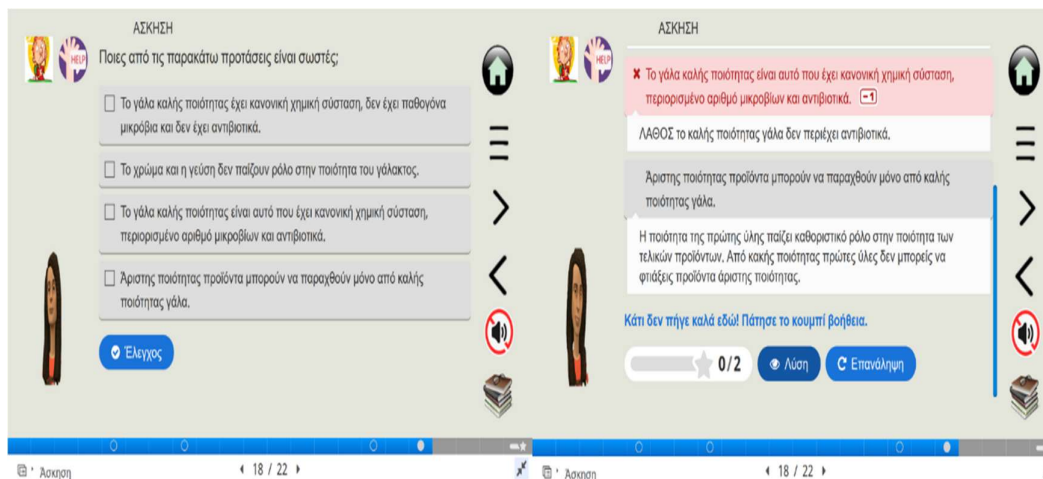 ΑΣΚΗΣΗ
HELP
Ποιες από τις παρακάτω προτάσεις είναι σωστές;
Το γάλα καλής ποιότητας έχει κανονική χημική σύσταση, δεν έχει παθογόνα
μικρόβια και δεν έχει αντιβιοτικά.
Το χρώμα και η γεύση δεν παίζουν ρόλο στην ποιότητα του γάλακτος.
Το γάλα καλής ποιότητας είναι αυτό που έχει κανονική χημική σύσταση,
περιορισμένο αριθμό μικροβίων και αντιβιοτικά.
Άριστης ποιότητας προϊόντα μπορούν να παραχθούν μόνο από καλής
ποιότητας γάλα.
Έλεγχος
Άσκηση
18 / 22
ΑΣΚΗΣΗ
HELP
Το γάλα καλής ποιότητας είναι αυτό που έχει κανονική χημική σύσταση,
περιορισμένο αριθμό μικροβίων και αντιβιοτικά. -1
ΛΑΘΟΣ το καλής ποιότητας γάλα δεν περιέχει αντιβιοτικά.
Άριστης ποιότητας προϊόντα μπορούν να παραχθούν μόνο από καλής
ποιότητας γάλα.
Η ποιότητα της πρώτης ύλης παίζει καθοριστικό ρόλο στην ποιότητα των
τελικών προϊόντων. Από κακής ποιότητας πρώτες ύλες δεν μπορείς να
φτιάξεις προϊόντα άριστης ποιότητας.
Κάτι δεν πήγε καλά εδώ! Πάτησε το κουμπί βοήθεια.
0/2
Λύση
Επανάληψη
Άσκηση
18 / 22